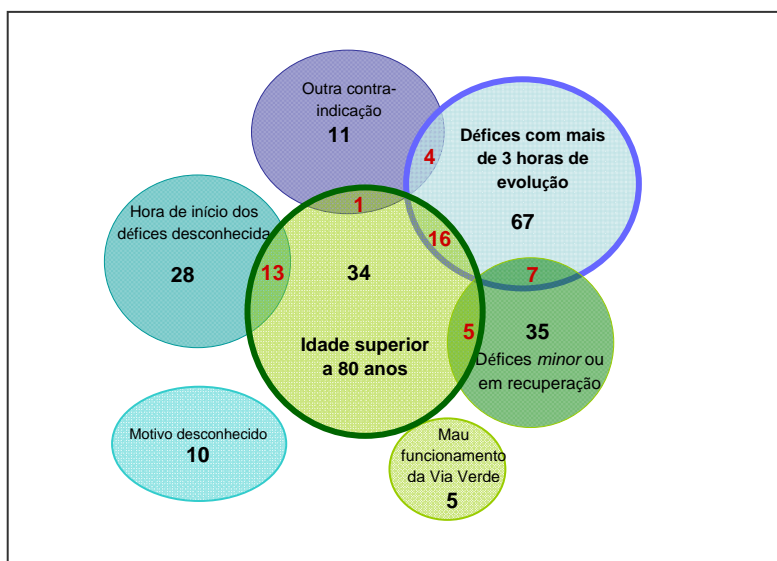 Outra contra-
indicação
11
4
Défices com mais
de 3 horas de
evolução
67
1
16
Hora de início dos
défices desconhecida
28
13
34
7
5
35
Défices minor ou
em recuperação
Idade superior
a 80 anos
Motivo desconhecido
10
Mau
funcionamento
da Via Verde
5